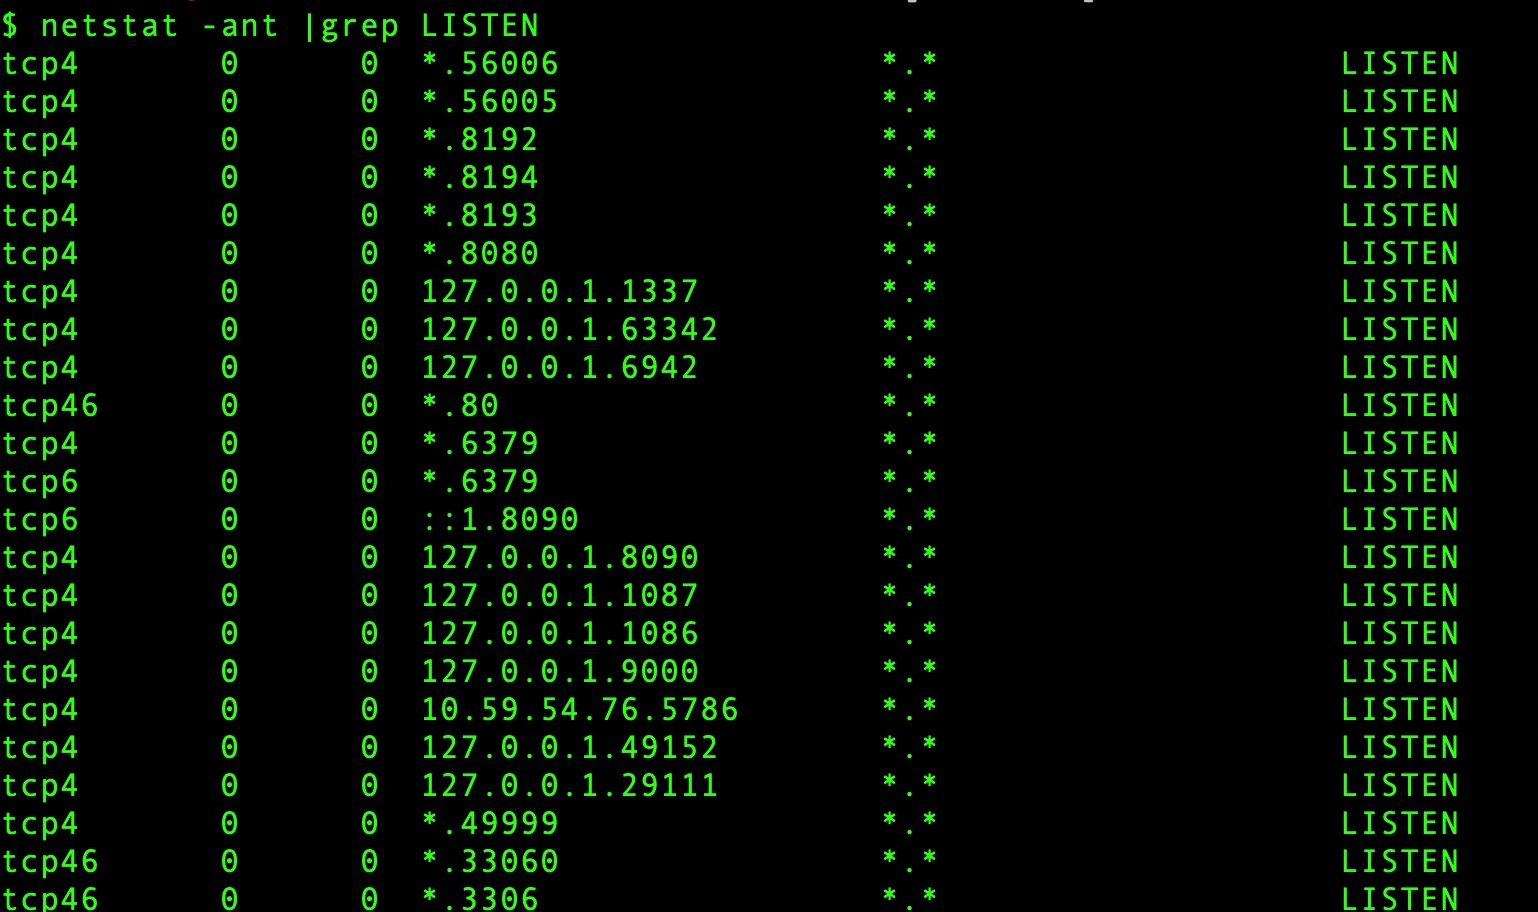 $ netstat -ant |grep LISTEN
tcp4       0      0  *.56006                *.*                    LISTEN
tcp4       0      0  *.56005                *.*                    LISTEN
tcp4       0      0  *.8192                 *.*                    LISTEN
tcp4       0      0  *.8194                 *.*                    LISTEN
tcp4       0      0  *.8193                 *.*                    LISTEN
tcp4       0      0  *.8080                 *.*                    LISTEN
tcp4       0      0  127.0.0.1.1337         *.*                    LISTEN
tcp4       0      0  127.0.0.1.63342        *.*                    LISTEN
tcp4       0      0  127.0.0.1.6942         *.*                    LISTEN
tcp46      0      0  *.80                   *.*                    LISTEN
tcp4       0      0  *.6379                 *.*                    LISTEN
tcp6       0      0  *.6379                 *.*                    LISTEN
tcp6       0      0  ::1.8090               *.*                    LISTEN
tcp4       0      0  127.0.0.1.8090         *.*                    LISTEN
tcp4       0      0  127.0.0.1.1087         *.*                    LISTEN
tcp4       0      0  127.0.0.1.1086         *.*                    LISTEN
tcp4       0      0  127.0.0.1.9000         *.*                    LISTEN
tcp4       0      0  10.59.54.76.5786       *.*                    LISTEN
tcp4       0      0  127.0.0.1.49152        *.*                    LISTEN
tcp4       0      0  127.0.0.1.29111        *.*                    LISTEN
tcp4       0      0  *.49999                *.*                    LISTEN
tcp46      0      0  *.33060                *.*                    LISTEN
tcp46      0      0  *.3306                 *.*                    LISTEN